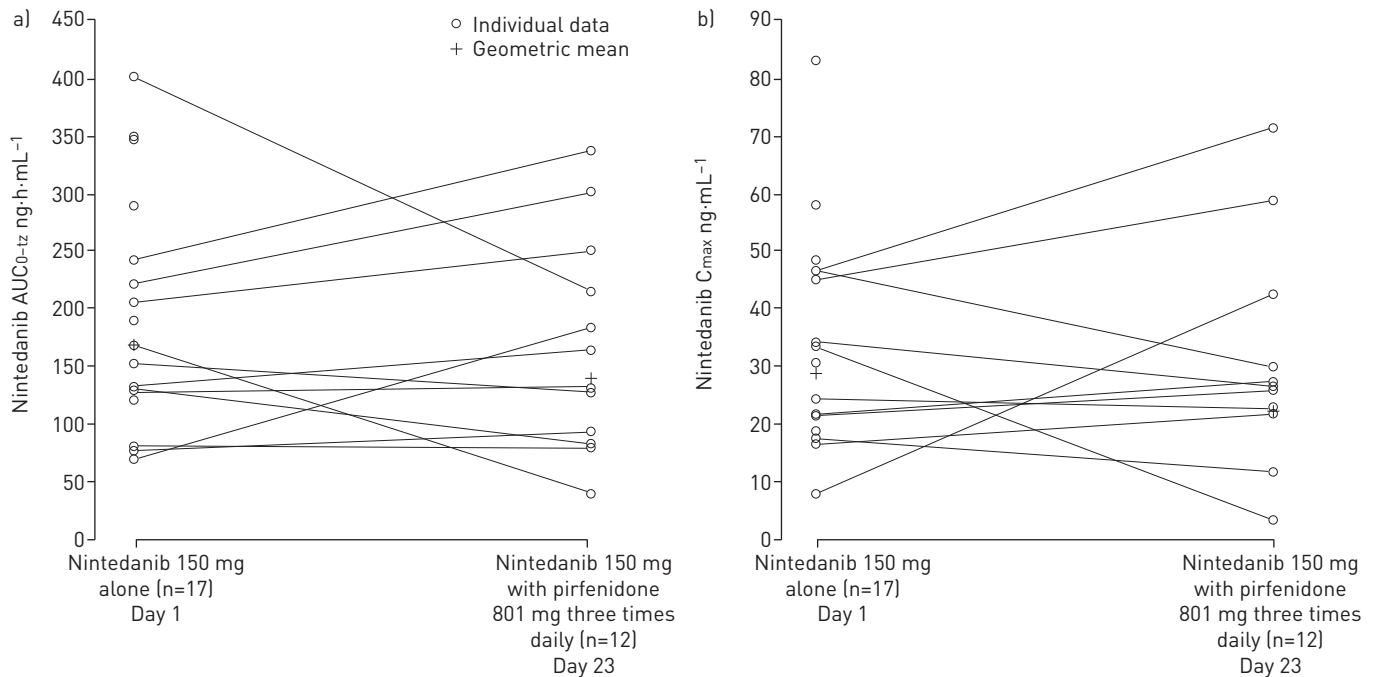 a)
Nintedanib AUC0–tz ng·h·mL⁻¹
450
400
350
300
250
200
150
100
50
0
○ Individual data
+ Geometric mean
Nintedanib 150 mg
alone (n=17)
Day 1
Nintedanib 150 mg
with pirfenidone
801 mg three times
daily (n=12)
Day 23
b)
Nintedanib Cmax ng·mL⁻¹
90
80
70
60
50
40
30
20
10
0
Nintedanib 150 mg
alone (n=17)
Day 1
Nintedanib 150 mg
with pirfenidone
801 mg three times
daily (n=12)
Day 23